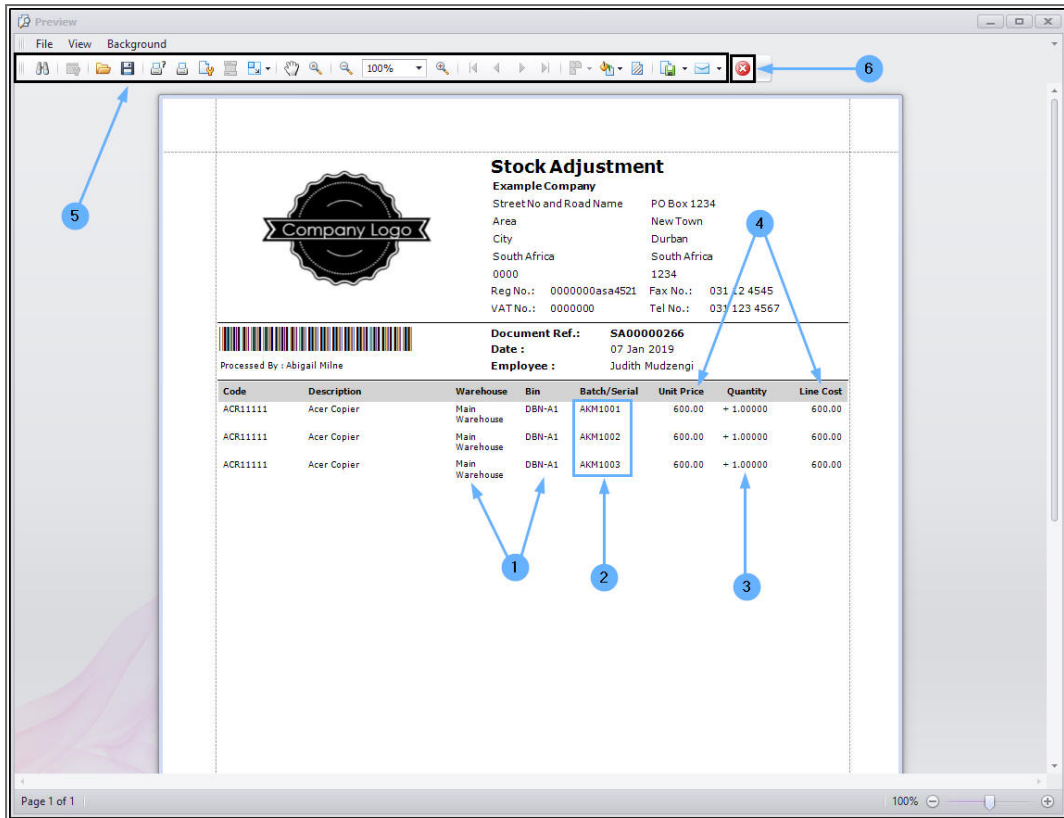 Preview
File View Background
100%
6
5
Stock Adjustment
Example Company
Street No and Road Name PO Box 1234
Area New Town
City Durban
South Africa South Africa
0000 1234
Reg No.: 0000000asa4521 Fax No.: 031 12 4545
VAT No.: 0000000 Tel No.: 031 123 4567
Company Logo
4
Document Ref.: SA00000266
Date : 07 Jan 2019
Processed By : Abigail Milne Employee : Judith Mudzengi
Code Description Warehouse Bin Batch/Serial Unit Price Quantity Line Cost
ACR11111 Acer Copier Main Warehouse DBN-A1 AKM1001 600.00 + 1.00000 600.00
ACR11111 Acer Copier Main Warehouse DBN-A1 AKM1002 600.00 + 1.00000 600.00
ACR11111 Acer Copier Main Warehouse DBN-A1 AKM1003 600.00 + 1.00000 600.00
1
2
3
Page 1 of 1 100%